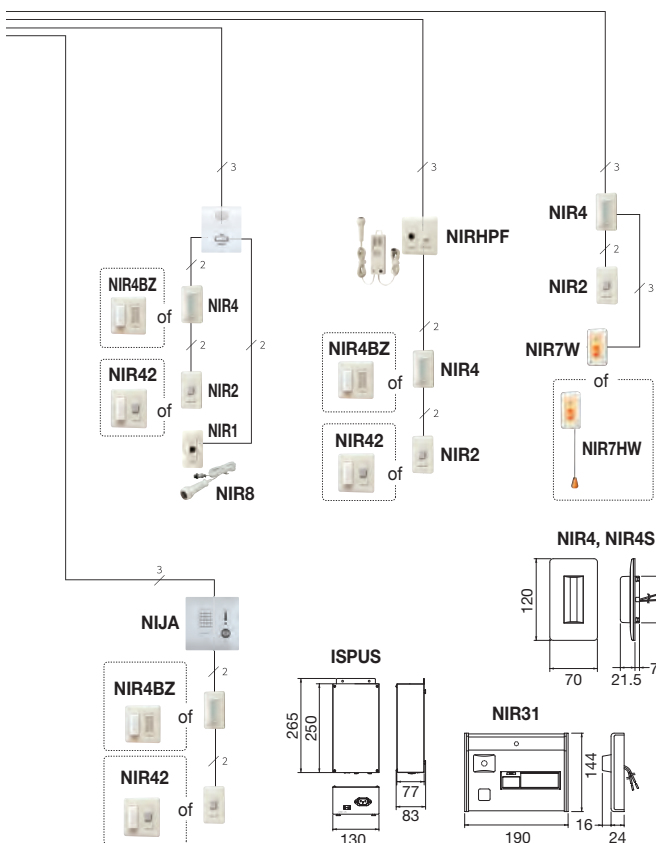 3
3
3
NIR4
NIRHPF
2
2
NIR4BZ
NIR4
of
NIR2
3
2
2
2
NIR4BZ
NIR7W
NIR4
NIR42
of
NIR2
of
of
NIR1
2
NIR42
NIR7HW
NIR2
of
NIR8
NIR4, NIR4S
3
120
NIJA
ISPUS
70
21.5
7
2
NIR4BZ
of
NIR31
265
250
2
144
NIR42
77
83
of
16
130
190
24